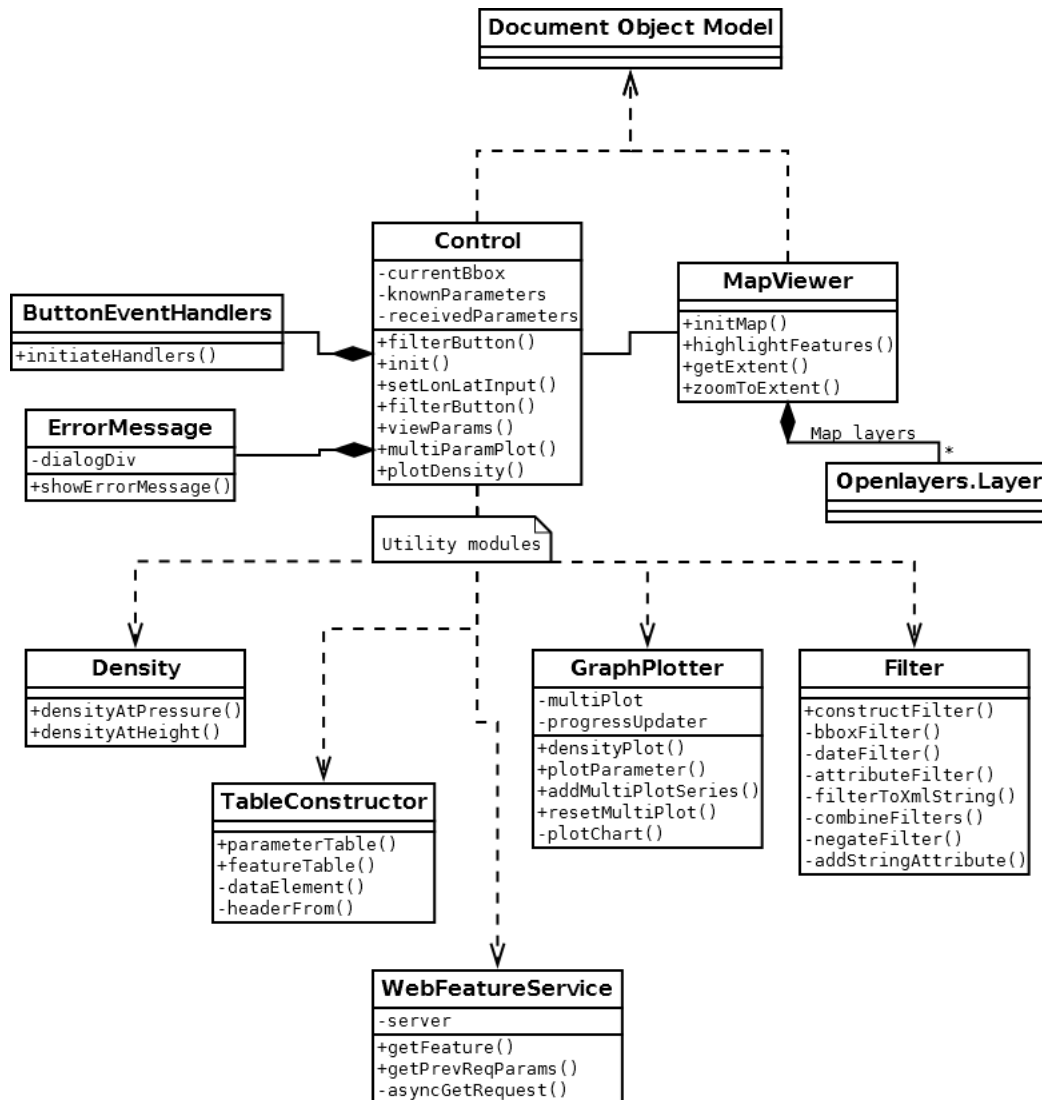 Document Object Model
Control
-currentBbox
-knownParameters
-receivedParameters
+filterButton()
+init()
+setLonLatInput()
+filterButton()
+viewParams()
+multiParamPlot()
+plotDensity()
MapViewer
+initMap()
+highlightFeatures()
+getExtent()
+zoomToExtent()
ButtonEventHandlers
+initiateHandlers()
ErrorMessage
-dialogDiv
+showErrorMessage()
Map layers
*
Openlayers.Layer
Utility modules
Density
+densityAtPressure()
+densityAtHeight()
TableConstructor
+parameterTable()
+featureTable()
-dataElement()
-headerFrom()
GraphPlotter
-multiPlot
-progressUpdater
+densityPlot()
+plotParameter()
+addMultiPlotSeries()
+resetMultiPlot()
-plotChart()
Filter
+constructFilter()
-bboxFilter()
-dateFilter()
-attributeFilter()
-filterToXmlString()
-combineFilters()
-negateFilter()
-addStringAttribute()
WebFeatureService
-server
+getFeature()
+getPrevReqParams()
-asyncGetRequest()